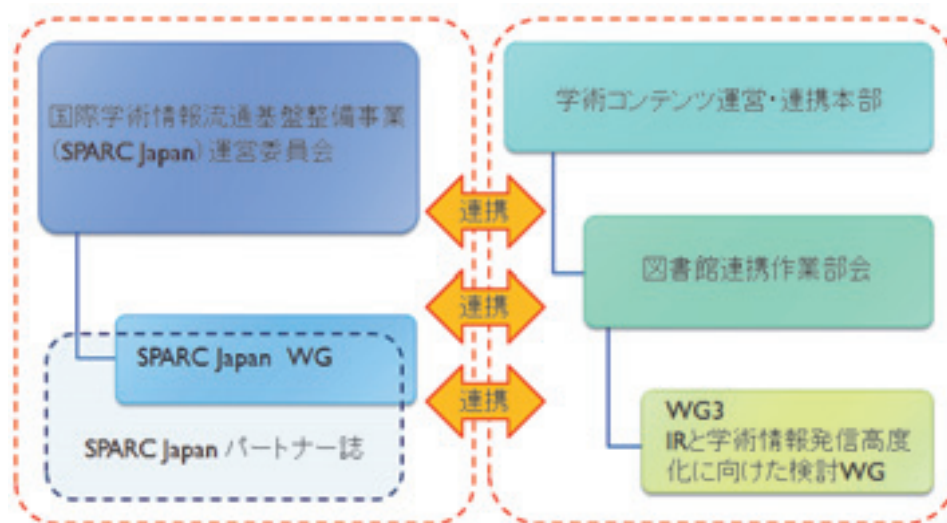 国際学術情報流通基盤整備事業
(SPARC Japan)運営委員会
SPARC Japan WG
SPARC Japan パートナー誌
連携
連携
連携
学術コンテンツ運営・連携本部
図書館連携作業部会
WG3
IRと学術情報発信高度
化に向けた検討WG